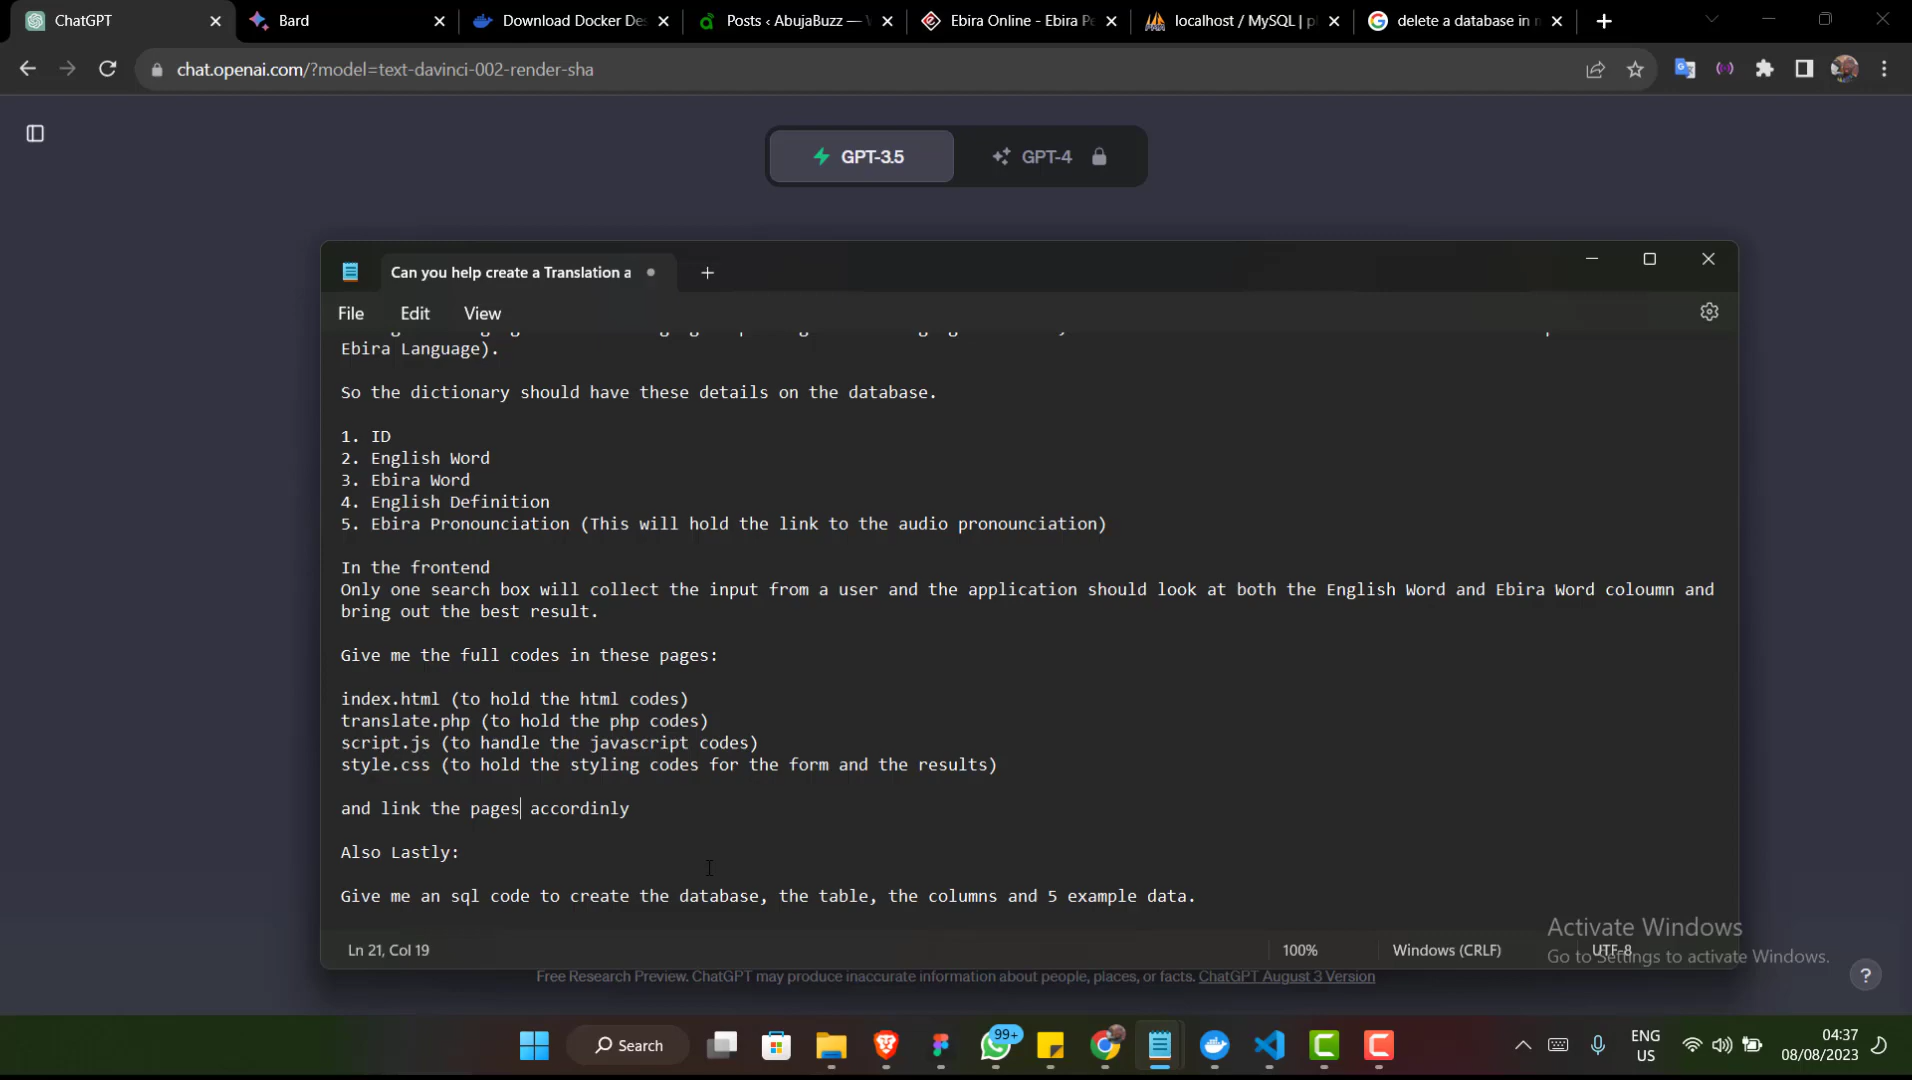 ChatGPT
Bard
Download Docker Des
Posts ‹ AbujaBuzz —
Ebira Online - Ebira Pe
localhost / MySQL | p
delete a database in
chat.openai.com/?model=text-davinci-002-render-sha
GPT-3.5
GPT-4
Can you help create a Translation a
File
Edit
View
Ebira Language).
So the dictionary should have these details on the database.
1. ID
2. English Word
3. Ebira Word
4. English Definition
5. Ebira Pronounciation (This will hold the link to the audio pronounciation)
In the frontend
Only one search box will collect the input from a user and the application should look at both the English Word and Ebira Word coloumn and
bring out the best result.
Give me the full codes in these pages:
index.html (to hold the html codes)
translate.php (to hold the php codes)
script.js (to handle the javascript codes)
style.css (to hold the styling codes for the form and the results)
and link the pages accordinly
Also Lastly:
Give me an sql code to create the database, the table, the columns and 5 example data.
Activate Windows
Go to Settings to activate Windows.
Ln 21, Col 19
100%
Windows (CRLF)
UTF-8
Free Research Preview. ChatGPT may produce inaccurate information about people, places, or facts. ChatGPT August 3 Version
?
Search
99+
ENG
US
04:37
08/08/2023